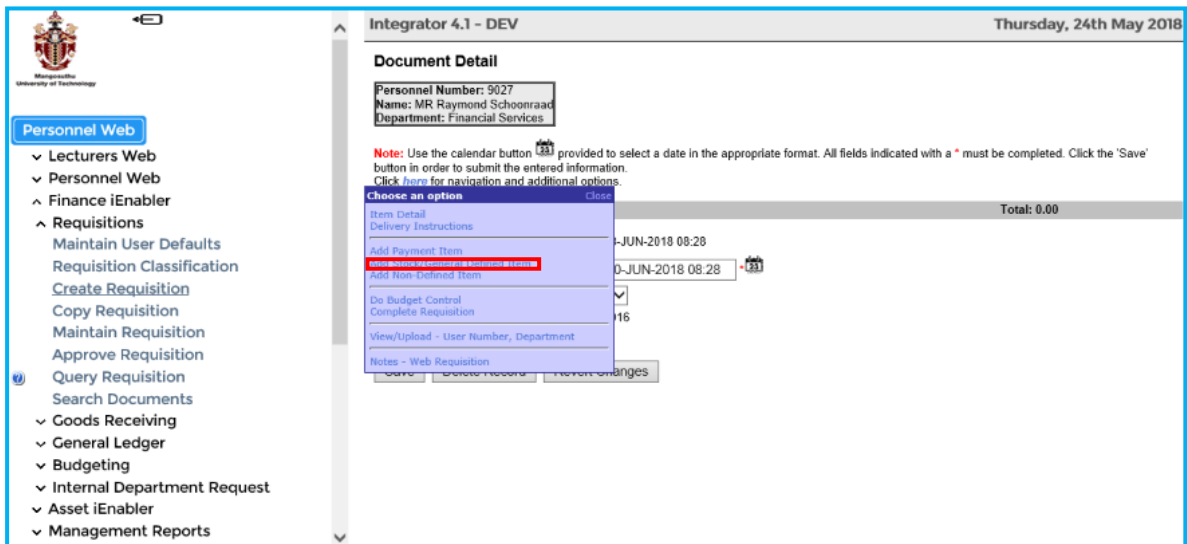 Mangosuthu
University of Technology
Personnel Web
Lecturers Web
Personnel Web
Finance iEnabler
Requisitions
Maintain User Defaults
Requisition Classification
Create Requisition
Copy Requisition
Maintain Requisition
Approve Requisition
Query Requisition
Search Documents
Goods Receiving
General Ledger
Budgeting
Internal Department Request
Asset iEnabler
Management Reports
Integrator 4.1 - DEV
Thursday, 24th May 2018
Document Detail
Personnel Number: 9027
Name: MR Raymond Schoonraad
Department: Financial Services
Note: Use the calendar button provided to select a date in the appropriate format. All fields indicated with a * must be completed. Click the 'Save'
button in order to submit the entered information.
Click here for navigation and additional options.
Choose an option Close
Total: 0.00
Item Detail
Delivery Instructions
-JUN-2018 08:28
Add Payment Item
Add Stock/General Defined Item
0-JUN-2018 08:28 *
Add Non-Defined Item
Do Budget Control
Complete Requisition
16
View/Upload - User Number, Department
Notes - Web Requisition
Save Delete Record Revert Changes